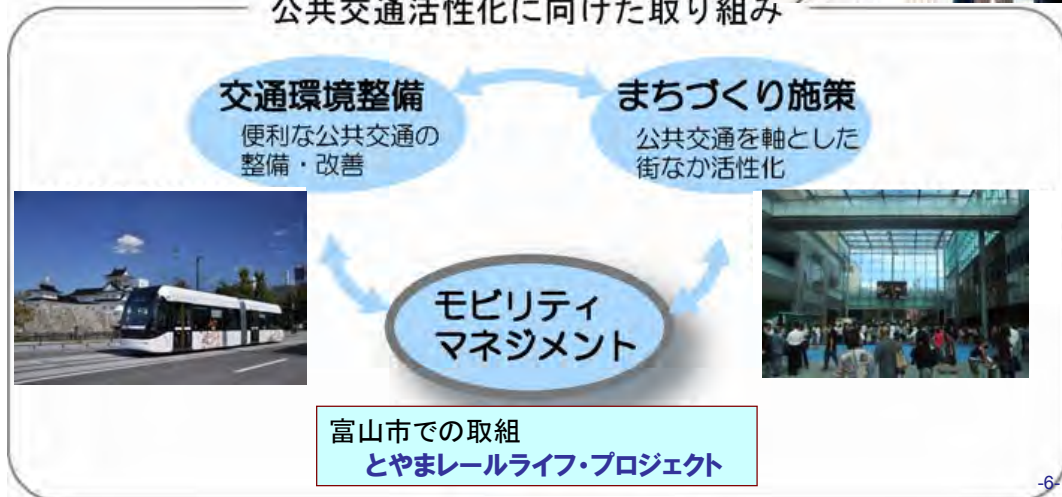 公共交通活性化に向けた取り組み
交通環境整備
便利な公共交通の
整備・改善
まちづくり施策
公共交通を軸とした
街なか活性化
モビリティ
マネジメント
富山市での取組
とやまレールライフ・プロジェクト
-6-